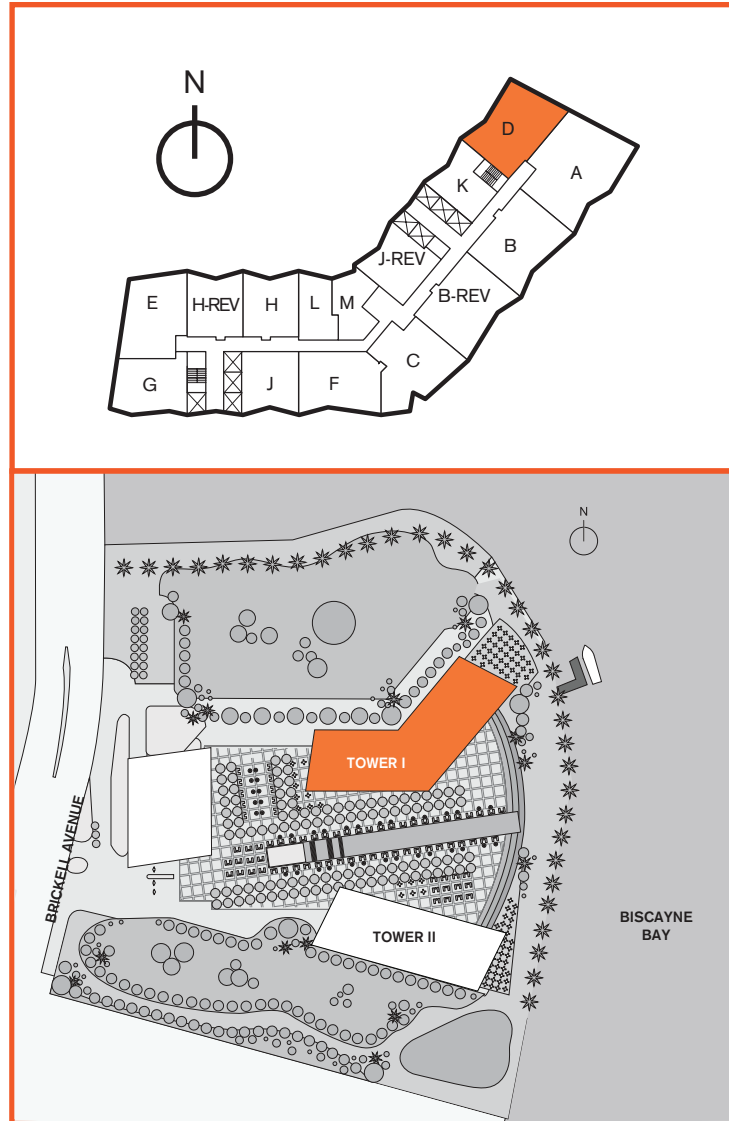 N
D
A
K
B
J-REV
B-REV
E
H-REV
H
L
M
C
G
J
F
N
TOWER I
BRICKELL AVENUE
TOWER II
BISCAYNE
BAY